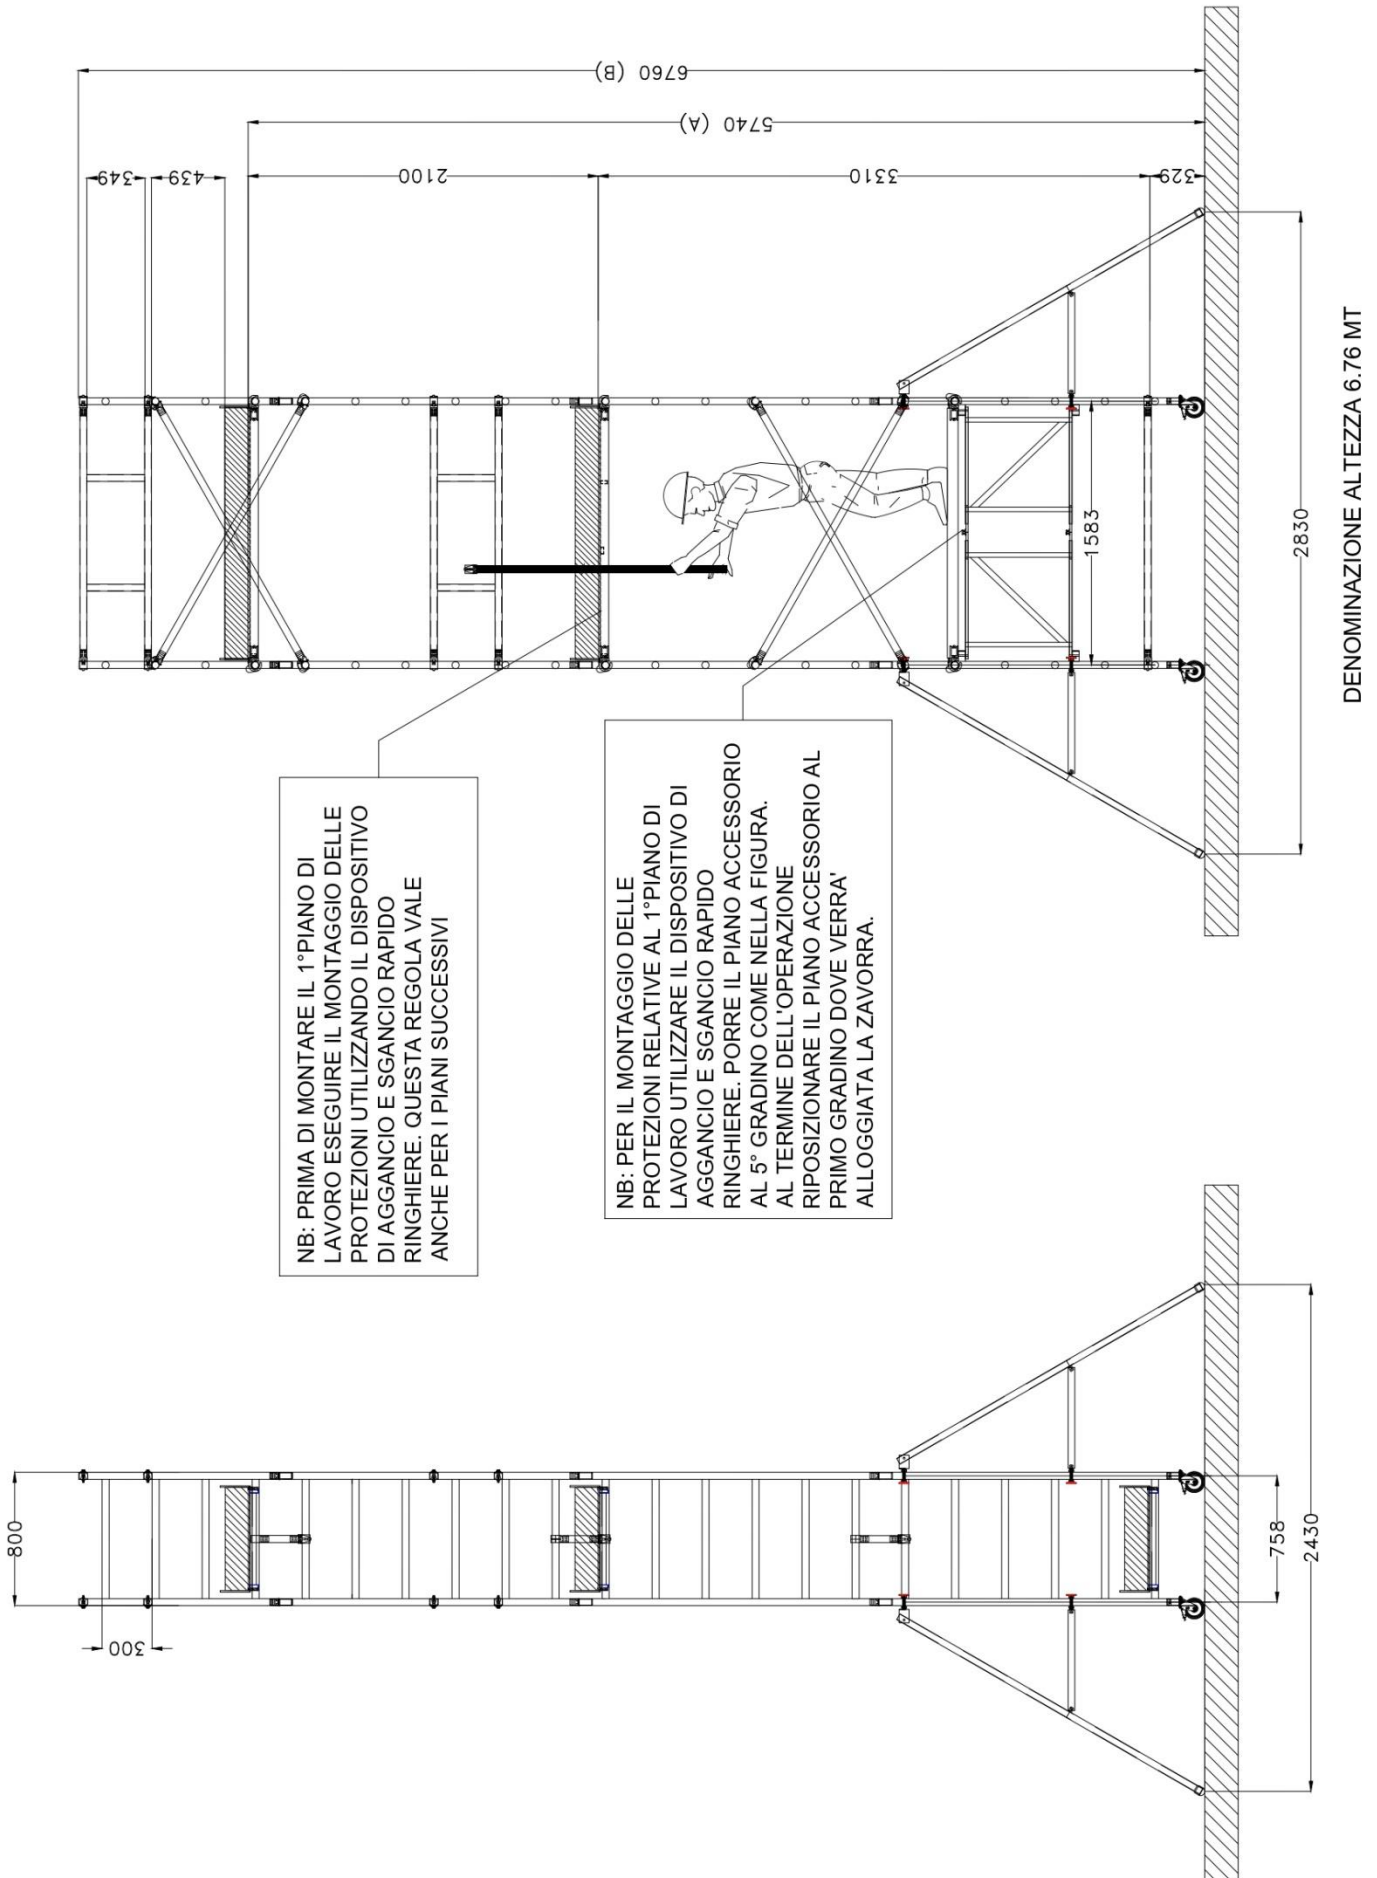 6760 (B)
5740 (A)
349
439
2100
3310
329
1583
2830
DENOMINAZIONE ALTEZZA 6.76 MT
NB: PRIMA DI MONTARE IL 1°PIANO DI
LAVORO ESEGUIRE IL MONTAGGIO DELLE
PROTEZIONI UTILIZZANDO IL DISPOSITIVO
DI AGGANCIO E SGANCIO RAPIDO
RINGHIERE. QUESTA REGOLA VALE
ANCHE PER I PIANI SUCCESSIVI
NB: PER IL MONTAGGIO DELLE
PROTEZIONI RELATIVE AL 1°PIANO DI
LAVORO UTILIZZARE IL DISPOSITIVO DI
AGGANCIO E SGANCIO RAPIDO
RINGHIERE. PORRE IL PIANO ACCESSORIO
AL 5° GRADINO COME NELLA FIGURA.
AL TERMINE DELL'OPERAZIONE
RIPOSIZIONARE IL PIANO ACCESSORIO AL
PRIMO GRADINO DOVE VERRA'
ALLOGGIATA LA ZAVORRA.
800
300
758
2430